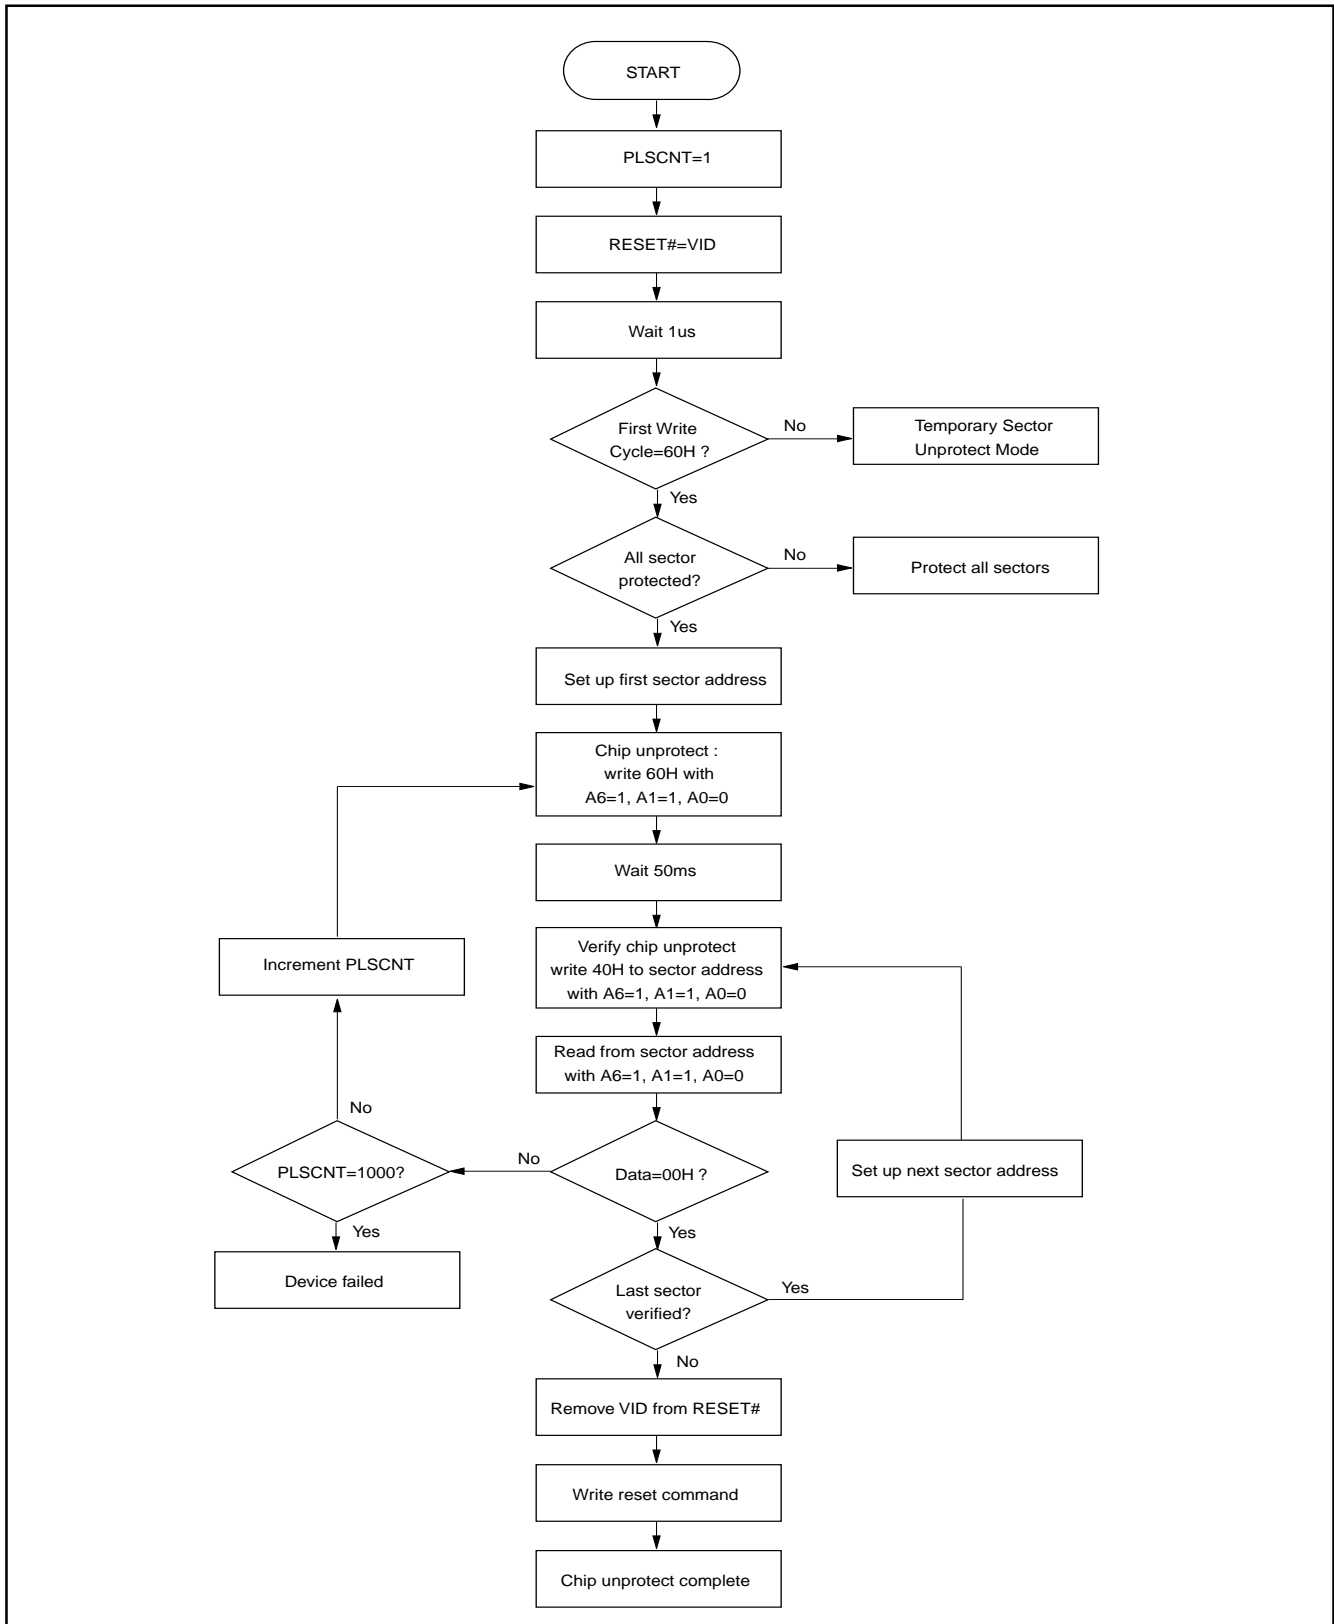 START
PLSCNT=1
RESET#=VID
Wait 1us
First Write
Cycle=60H ?
No
Temporary Sector
Unprotect Mode
Yes
All sector
protected?
No
Protect all sectors
Yes
Set up first sector address
Chip unprotect :
write 60H with
A6=1, A1=1, A0=0
Wait 50ms
Increment PLSCNT
Verify chip unprotect
write 40H to sector address
with A6=1, A1=1, A0=0
Read from sector address
with A6=1, A1=1, A0=0
No
PLSCNT=1000?
No
Data=00H ?
Set up next sector address
Yes
Yes
Device failed
Last sector
verified?
Yes
No
Remove VID from RESET#
Write reset command
Chip unprotect complete